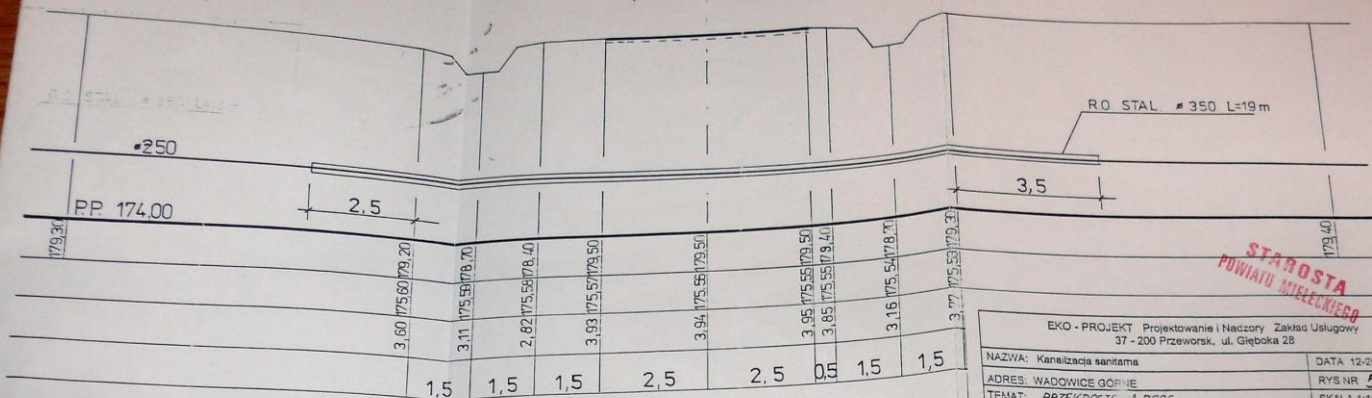 R.O STAL ø 350 L=19m
ø250
2,5
3,5
P.P. 174.00
179,30
179,20 178,70 178,40 179,50 179,50 179,50 179,40 178,70 179,30
179,40
175,60 175,59 175,58 175,57 175,56 175,55 175,55 175,54 175,53
3,60 3,11 2,82 3,93 3,94 3,95 3,85 3,16 3,77
1,5 1,5 1,5 2,5 2,5 0,5 1,5 1,5
STAROSTA
POWIATU MIELECKIEGO
EKO - PROJEKT Projektowanie i Nadzory Zakład Usługowy
37 - 200 Przeworsk, ul. Głęboka 28
NAZWA: Kanalizacja sanitarna
DATA 12-20
ADRES: WADOWICE GÓRNE
RYS NR
TEMAT: